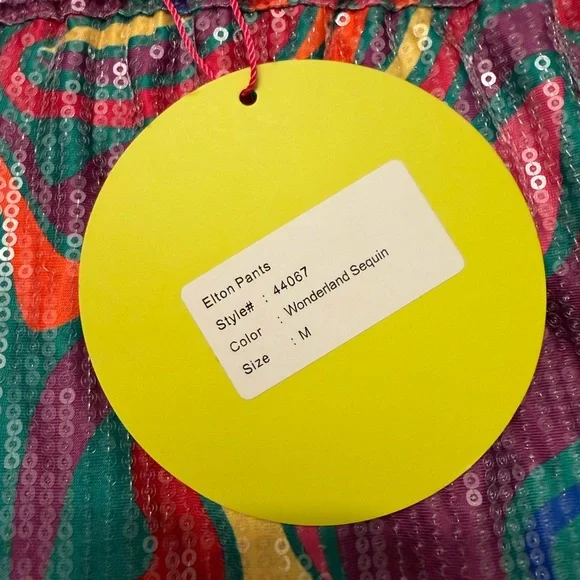 Elton Pants
Style# : 44067
Color : Wonderland Sequin
Size : M